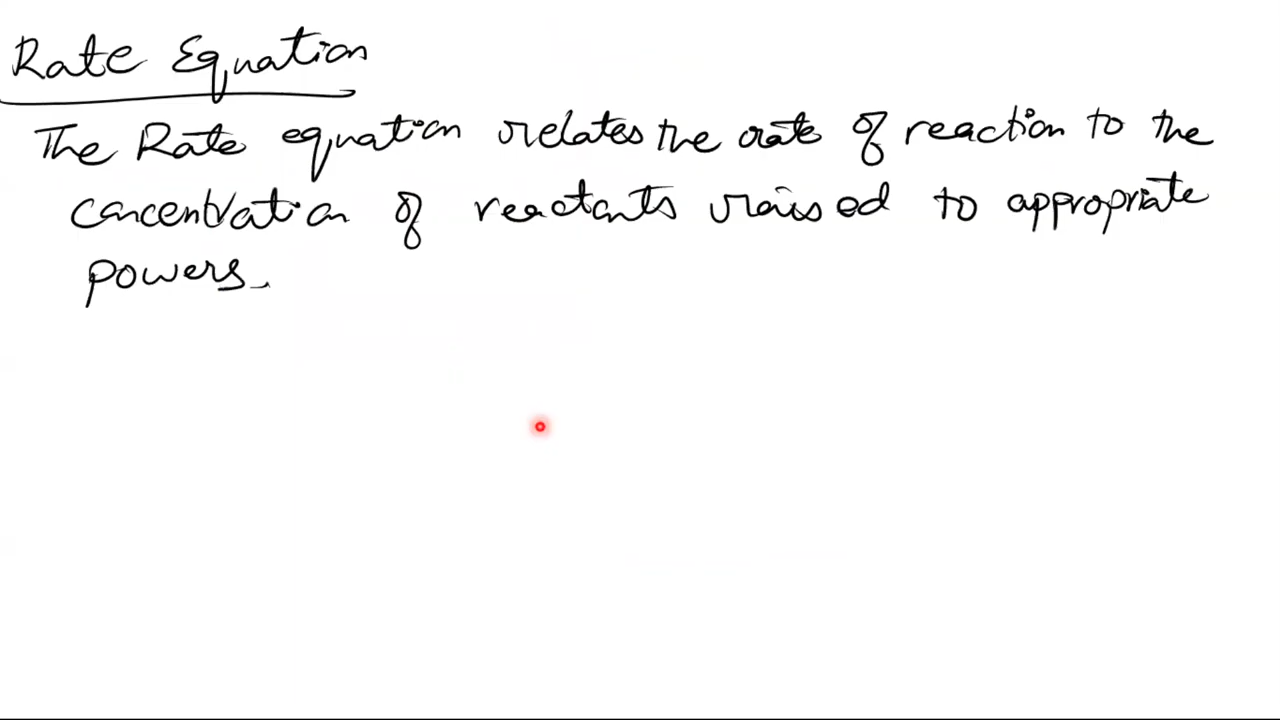 Rate Equation
The Rate equation relates the rate of reaction to the
concentration of reactants raised to appropriate
powers.